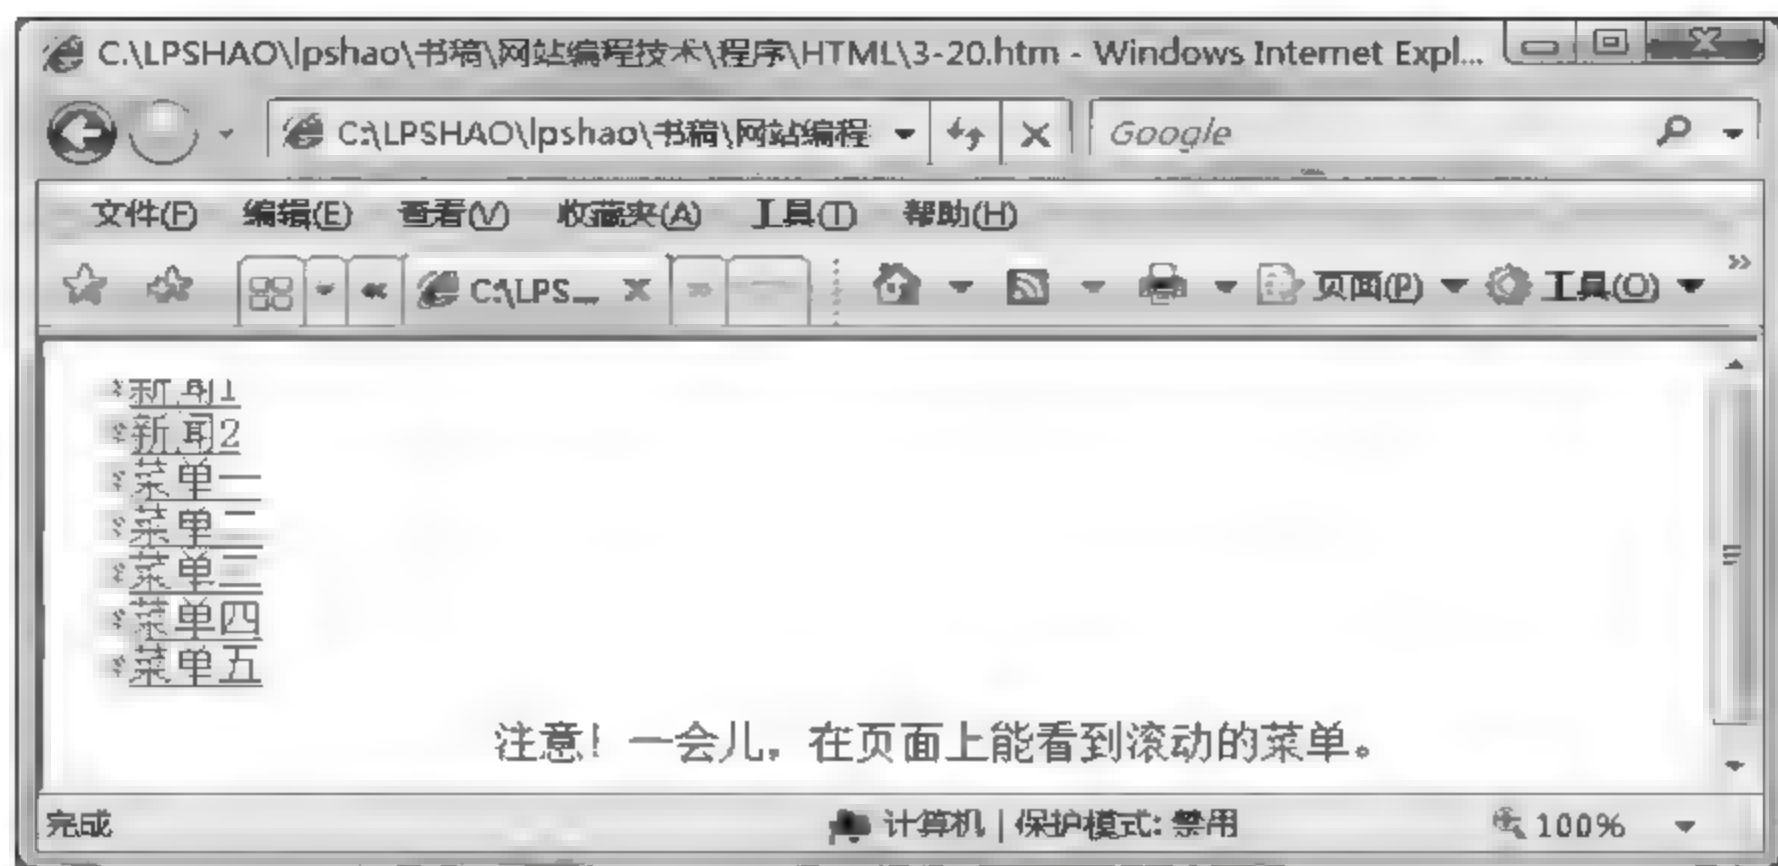 C:\LPSHAO\lpshao\书稿\网站编程技术\程序\HTML\3-20.htm - Windows Internet Expl...
C:\LPSHAO\lpshao\书稿\网站编程 Google
文件(F) 编辑(E) 查看(V) 收藏夹(A) 工具(T) 帮助(H)
C:\LPS... 页面(P) 工具(O)
*新闻1
*新闻2
*菜单一
*菜单二
*菜单三
*菜单四
*菜单五
注意！一会儿，在页面上能看到滚动的菜单。
完成 计算机 | 保护模式: 禁用 100%